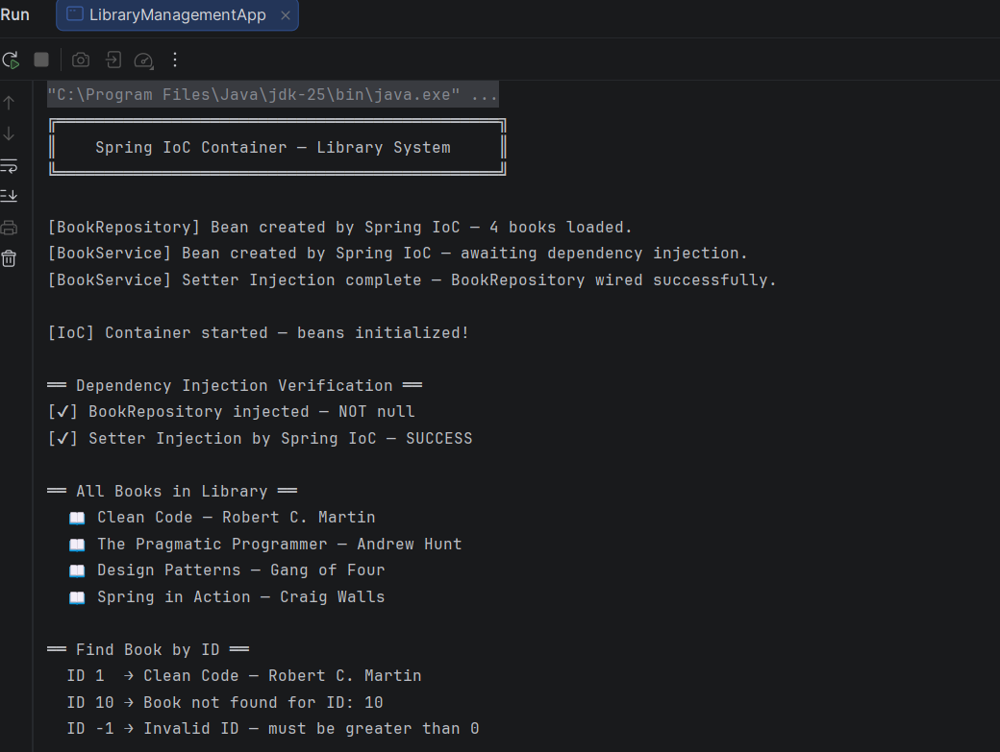 Run
LibraryManagementApp
"C:\Program Files\Java\jdk-25\bin\java.exe" ...
Spring IoC Container — Library System
[BookRepository] Bean created by Spring IoC — 4 books loaded.
[BookService] Bean created by Spring IoC — awaiting dependency injection.
[BookService] Setter Injection complete — BookRepository wired successfully.
[IoC] Container started — beans initialized!
══ Dependency Injection Verification ══
[✓] BookRepository injected — NOT null
[✓] Setter Injection by Spring IoC — SUCCESS
══ All Books in Library ══
📖 Clean Code — Robert C. Martin
📖 The Pragmatic Programmer — Andrew Hunt
📖 Design Patterns — Gang of Four
📖 Spring in Action — Craig Walls
══ Find Book by ID ══
ID 1  → Clean Code — Robert C. Martin
ID 10 → Book not found for ID: 10
ID -1 → Invalid ID — must be greater than 0